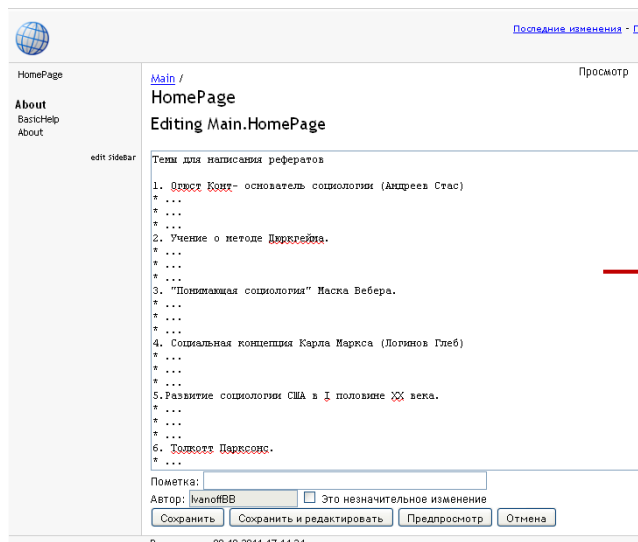 Последние изменения -
HomePage
About
BasicHelp
About
edit SideBar
Просмотр
Main /
HomePage
Editing Main.HomePage
Темы для написания рефератов
1. Огюст Конт- основатель социологии (Андреев Стас)
* ...
* ...
* ...
2. Учение о методе Дюркгейма.
* ...
* ...
* ...
3. "Понимающая социология" Маска Вебера.
* ...
* ...
* ...
4. Социальная концепция Карла Маркса (Логинов Глеб)
* ...
* ...
* ...
5.Развитие социологии США в I половине XX века.
* ...
* ...
* ...
6. Толкотт Парксонс.
* ...
Пометка:
Автор: IvanoffBB Это незначительное изменение
Сохранить Сохранить и редактировать Предпросмотр Отмена